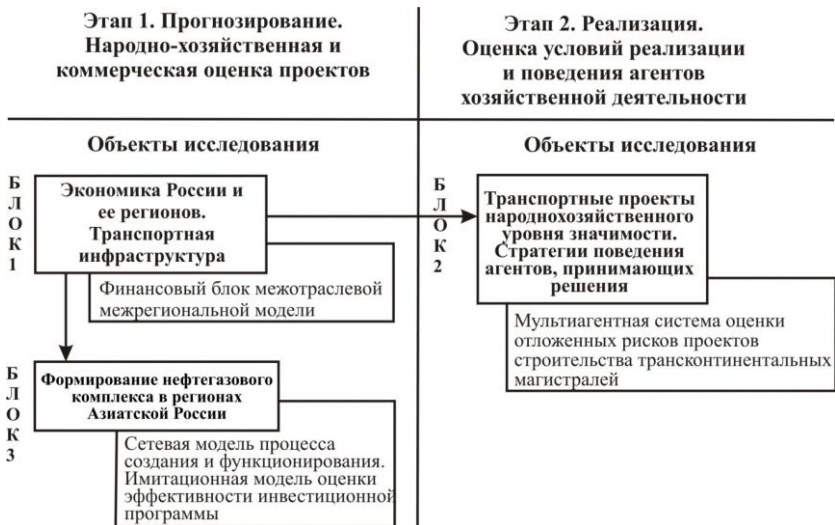 Этап 1. Прогнозирование.
Народно-хозяйственная и
коммерческая оценка проектов
Этап 2. Реализация.
Оценка условий реализации
и поведения агентов
хозяйственной деятельности
Объекты исследования
Объекты исследования
БЛОК 1
Экономика России и
ее регионов.
Транспортная
инфраструктура
Финансовый блок межотраслевой
межрегиональной модели
БЛОК 2
Транспортные проекты
народнохозяйственного
уровня значимости.
Стратегии поведения
агентов, принимающих
решения
Мультиагентная система оценки
отложенных рисков проектов
строительства трансконтинентальных
магистралей
БЛОК 3
Формирование нефтегазового
комплекса в регионах
Азиатской России
Сетевая модель процесса
создания и функционирования.
Имитационная модель оценки
эффективности инвестиционной
программы